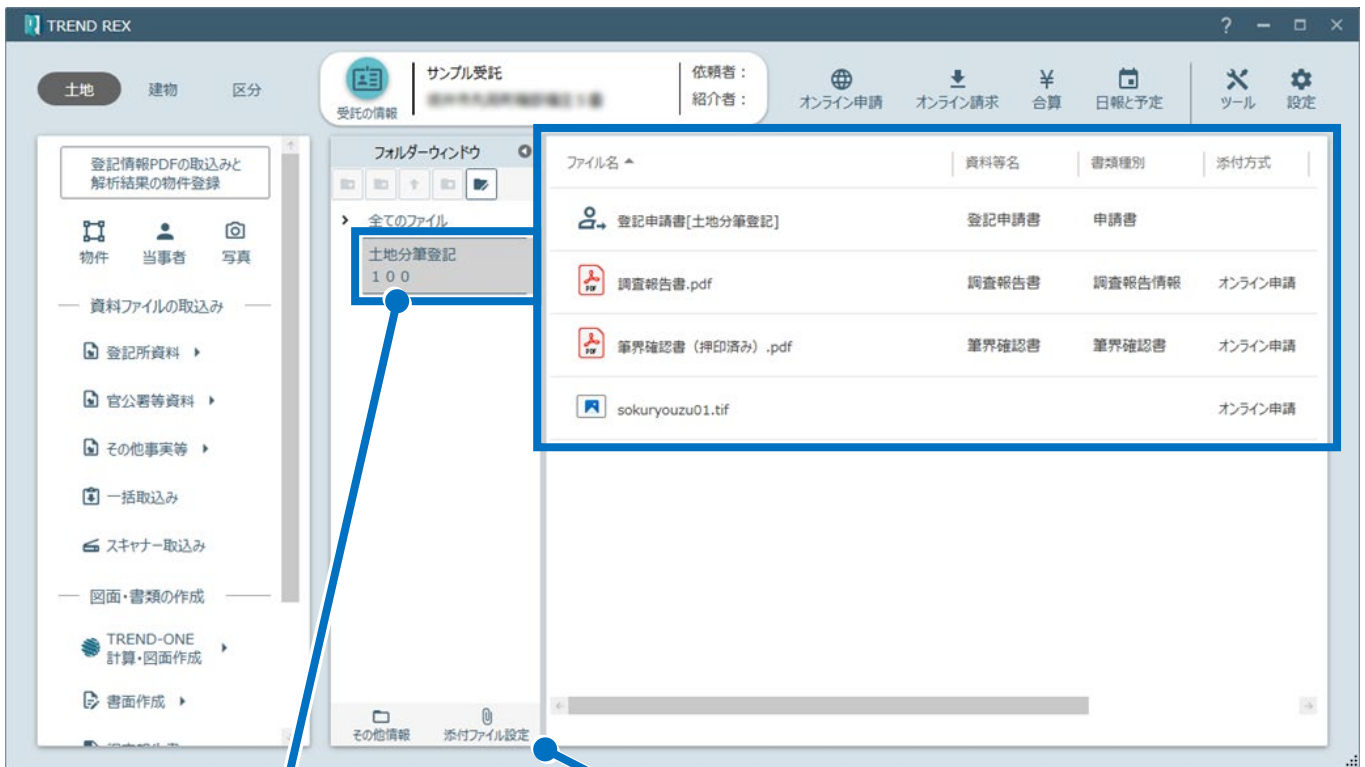 TREND REX
土地
建物
区分
受託の情報
サンプル受託
依頼者：
紹介者：
オンライン申請
オンライン請求
合算
日報と予定
ツール
設定
登記情報PDFの取込みと
解析結果の物件登録
物件
当事者
写真
資料ファイルの取込み
登記所資料
官公署等資料
その他事実等
一括取込み
スキャナー取込み
図面・書類の作成
TREND-ONE
計算・図面作成
書面作成
フォルダーウィンドウ
全てのファイル
土地分筆登記
１００
その他情報
添付ファイル設定
ファイル名
資料等名
書類種別
添付方式
登記申請書[土地分筆登記]
登記申請書
申請書
調査報告書.pdf
調査報告書
調査報告情報
オンライン申請
筆界確認書（押印済み）.pdf
筆界確認書
筆界確認書
オンライン申請
sokuryouzu01.tif
オンライン申請